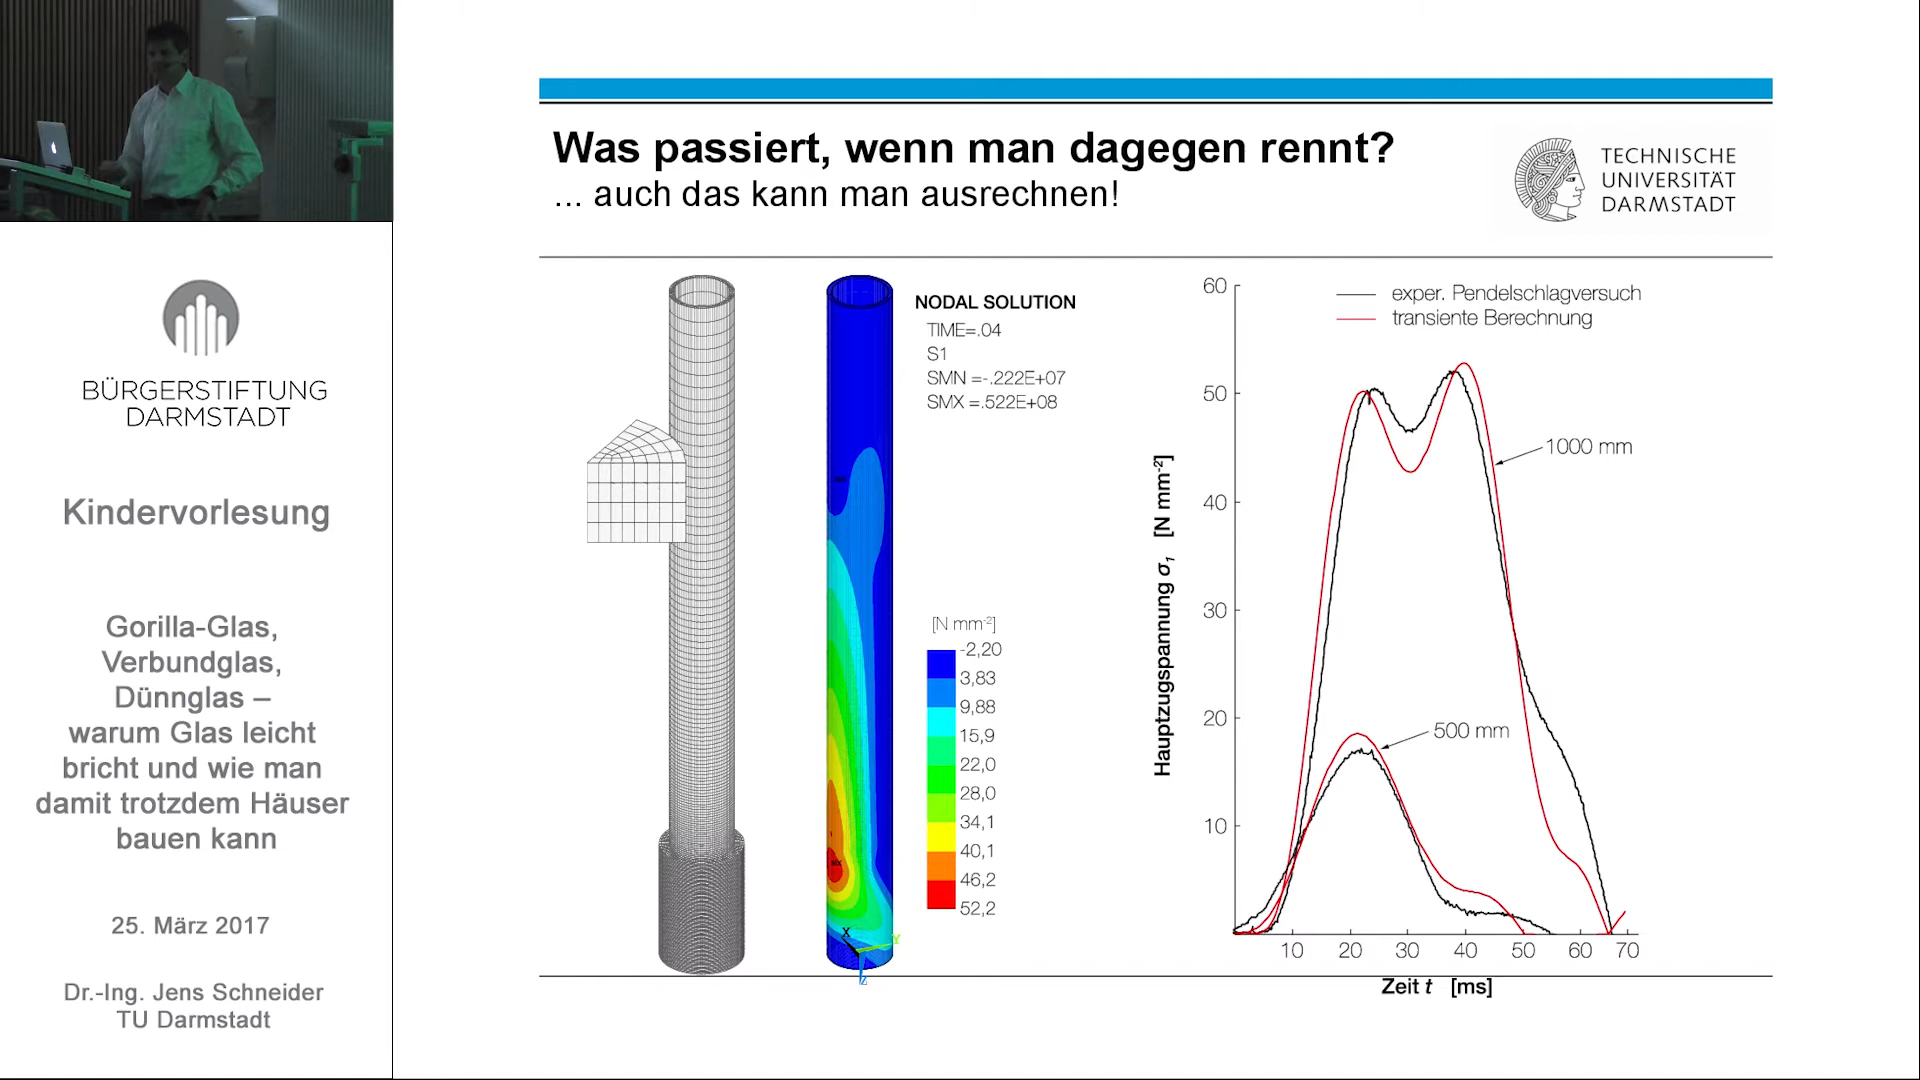 Was passiert, wenn man dagegen rennt?
... auch das kann man ausrechnen!
TECHNISCHE
UNIVERSITÄT
DARMSTADT
BÜRGERSTIFTUNG
DARMSTADT
Kindervorlesung
Gorilla-Glas,
Verbundglas,
Dünnglas –
warum Glas leicht
bricht und wie man
damit trotzdem Häuser
bauen kann
25. März 2017
Dr.-Ing. Jens Schneider
TU Darmstadt
NODAL SOLUTION
TIME=.04
S1
SMN =-.222E+07
SMX =.522E+08
[N mm-2]
-2,20
3,83
9,88
15,9
22,0
28,0
34,1
40,1
46,2
52,2
MX
X
Y
Z
exper. Pendelschlagversuch
transiente Berechnung
1000 mm
500 mm
Hauptzugspannung σ1 [N mm-2]
60
50
40
30
20
10
10 20 30 40 50 60 70
Zeit t [ms]